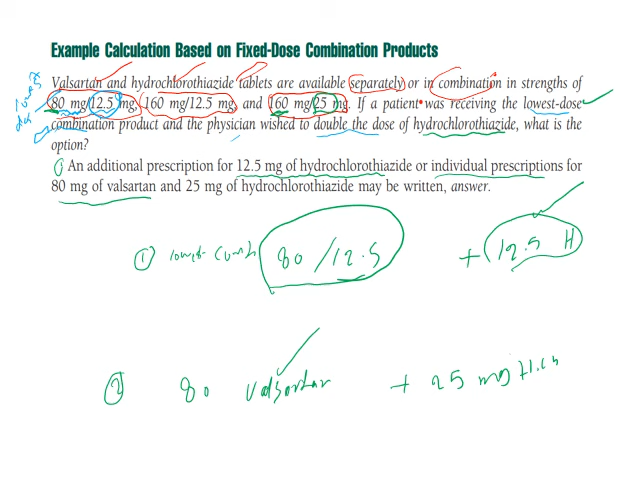 Example Calculation Based on Fixed-Dose Combination Products
Valsartan and hydrochlorothiazide tablets are available separately or in combination in strengths of
80 mg/12.5 mg, 160 mg/12.5 mg, and 160 mg/25 mg. If a patient was receiving the lowest-dose
combination product and the physician wished to double the dose of hydrochlorothiazide, what is the
option?
① An additional prescription for 12.5 mg of hydrochlorothiazide or individual prescriptions for
80 mg of valsartan and 25 mg of hydrochlorothiazide may be written, answer.
① lowest comb 80/12.5 + 12.5 H
② 80 valsartan + 25 mg